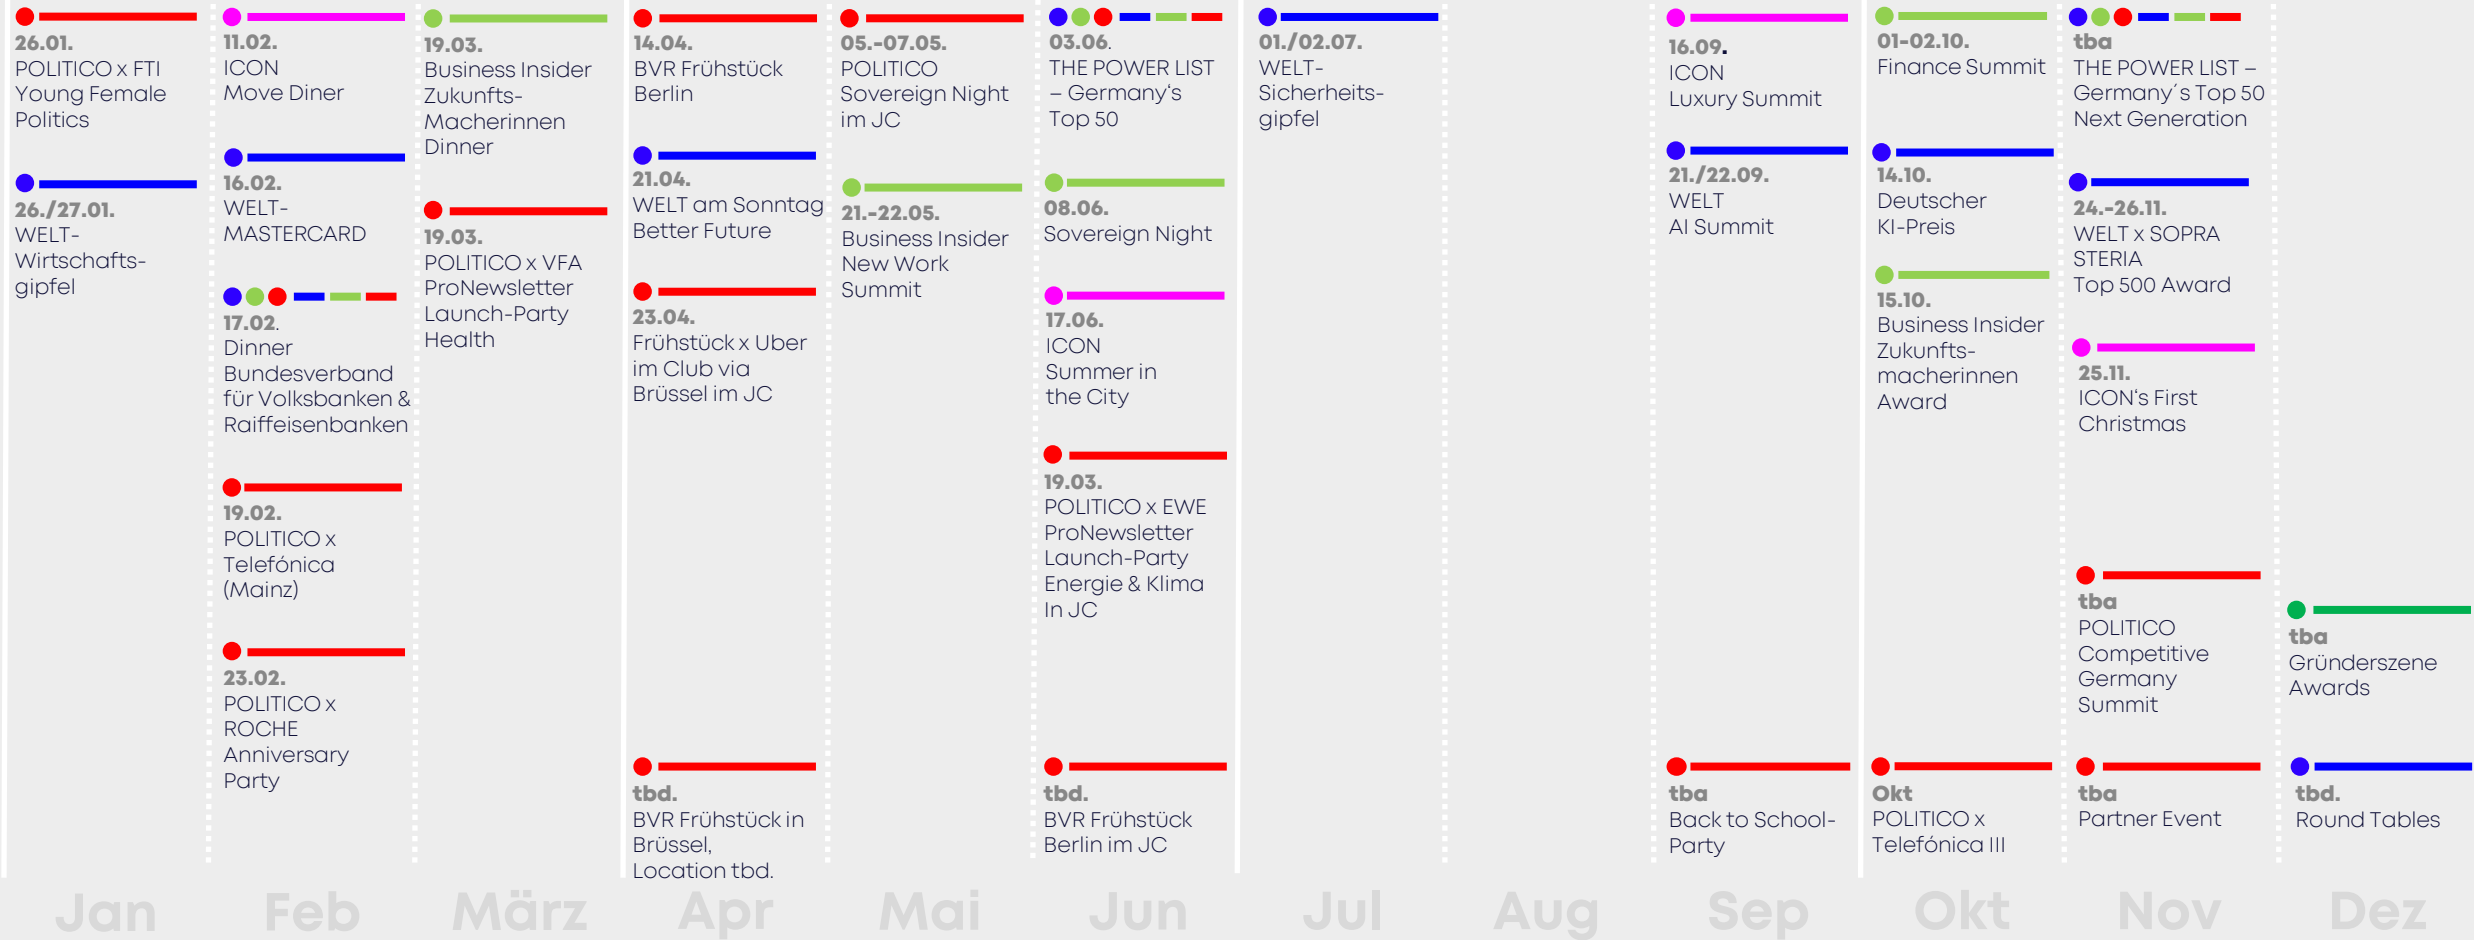 26.01.
POLITICO x FTI
Young Female
Politics
26./27.01.
WELT-
Wirtschafts-
gipfel
11.02.
ICON
Move Diner
16.02.
WELT-
MASTERCARD
17.02.
Dinner
Bundesverband
für Volksbanken &
Raiffeisenbanken
19.02.
POLITICO x
Telefónica
(Mainz)
23.02.
POLITICO x
ROCHE
Anniversary
Party
19.03.
Business Insider
Zukunfts-
Macherinnen
Dinner
19.03.
POLITICO x VFA
ProNewsletter
Launch-Party
Health
14.04.
BVR Frühstück
Berlin
21.04.
WELT am Sonntag
Better Future
23.04.
Frühstück x Uber
im Club via
Brüssel im JC
tbd.
BVR Frühstück in
Brüssel,
Location tbd.
05.-07.05.
POLITICO
Sovereign Night
im JC
21.-22.05.
Business Insider
New Work
Summit
03.06.
THE POWER LIST
– Germany‘s
Top 50
08.06.
Sovereign Night
17.06.
ICON
Summer in
the City
19.03.
POLITICO x EWE
ProNewsletter
Launch-Party
Energie & Klima
In JC
tbd.
BVR Frühstück
Berlin im JC
01./02.07.
WELT-
Sicherheits-
gipfel
16.09.
ICON
Luxury Summit
21./22.09.
WELT
AI Summit
tba
Back to School-
Party
01-02.10.
Finance Summit
14.10.
Deutscher
KI-Preis
15.10.
Business Insider
Zukunfts-
macherinnen
Award
Okt
POLITICO x
Telefónica III
tba
THE POWER LIST –
Germany´s Top 50
Next Generation
24.-26.11.
WELT x SOPRA
STERIA
Top 500 Award
25.11.
ICON‘s First
Christmas
tba
POLITICO
Competitive
Germany
Summit
tba
Partner Event
tba
Gründerszene
Awards
tbd.
Round Tables
Jan Feb März Apr Mai Jun Jul Aug Sep Okt Nov Dez